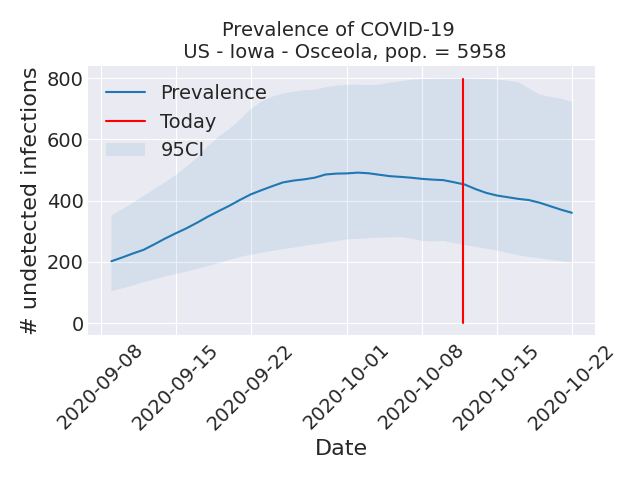 Prevalence of COVID-19
US - Iowa - Osceola, pop. = 5958
800
600
400
200
0
# undetected infections
Prevalence
Today
95CI
2020-09-08
2020-09-15
2020-09-22
2020-10-01
2020-10-08
2020-10-15
2020-10-22
Date